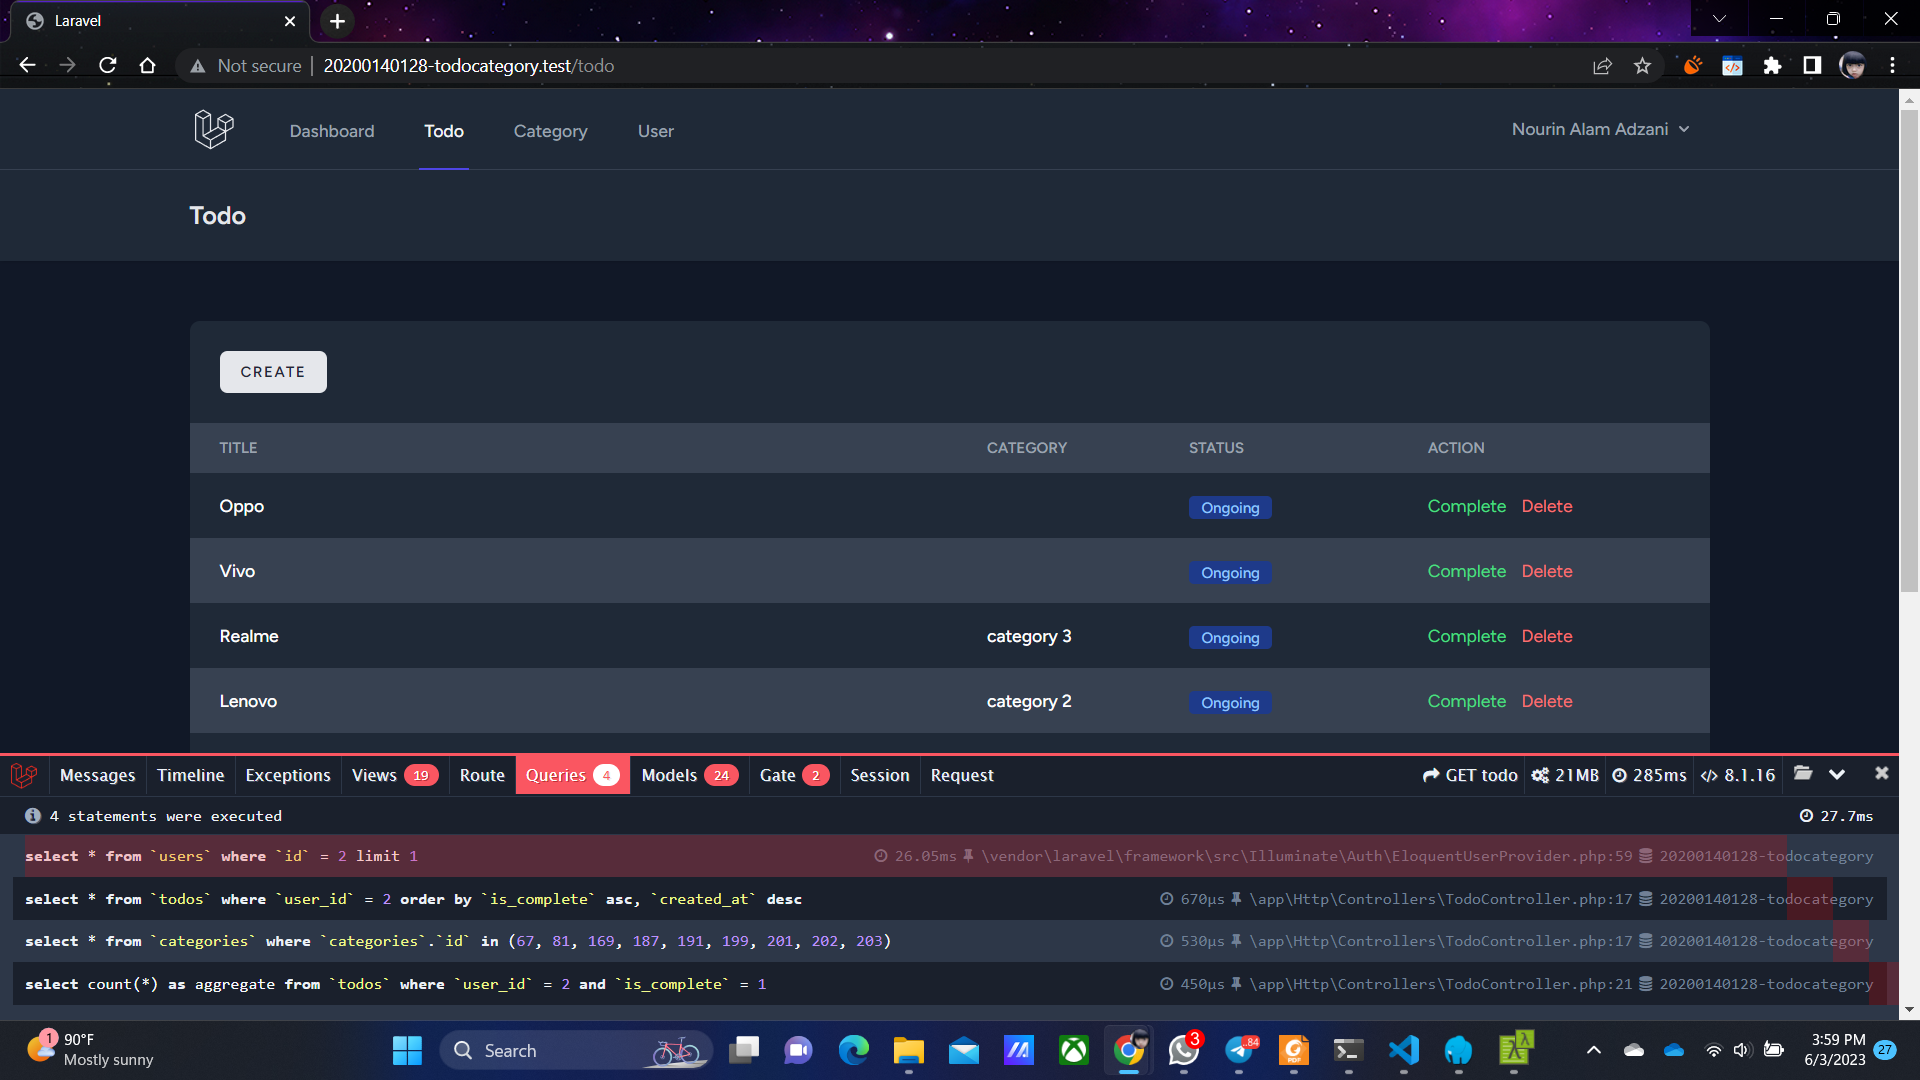 Laravel
Not secure | 20200140128-todocategory.test/todo
Dashboard Todo Category User Nourin Alam Adzani
Todo
CREATE
TITLE CATEGORY STATUS ACTION
Oppo Ongoing Complete Delete
Vivo Ongoing Complete Delete
Realme category 3 Ongoing Complete Delete
Lenovo category 2 Ongoing Complete Delete
Messages Timeline Exceptions Views 19 Route Queries 4 Models 24 Gate 2 Session Request GET todo 21MB 285ms 8.1.16
4 statements were executed 27.7ms
select * from `users` where `id` = 2 limit 1 26.05ms \vendor\laravel\framework\src\Illuminate\Auth\EloquentUserProvider.php:59 20200140128-todocategory
select * from `todos` where `user_id` = 2 order by `is_complete` asc, `created_at` desc 670μs \app\Http\Controllers\TodoController.php:17 20200140128-todocategory
select * from `categories` where `categories`.`id` in (67, 81, 169, 187, 191, 199, 201, 202, 203) 530μs \app\Http\Controllers\TodoController.php:17 20200140128-todocategory
select count(*) as aggregate from `todos` where `user_id` = 2 and `is_complete` = 1 450μs \app\Http\Controllers\TodoController.php:21 20200140128-todocategory
1 90°F
Mostly sunny
Search
3
84
PDF
3:59 PM
6/3/2023
27